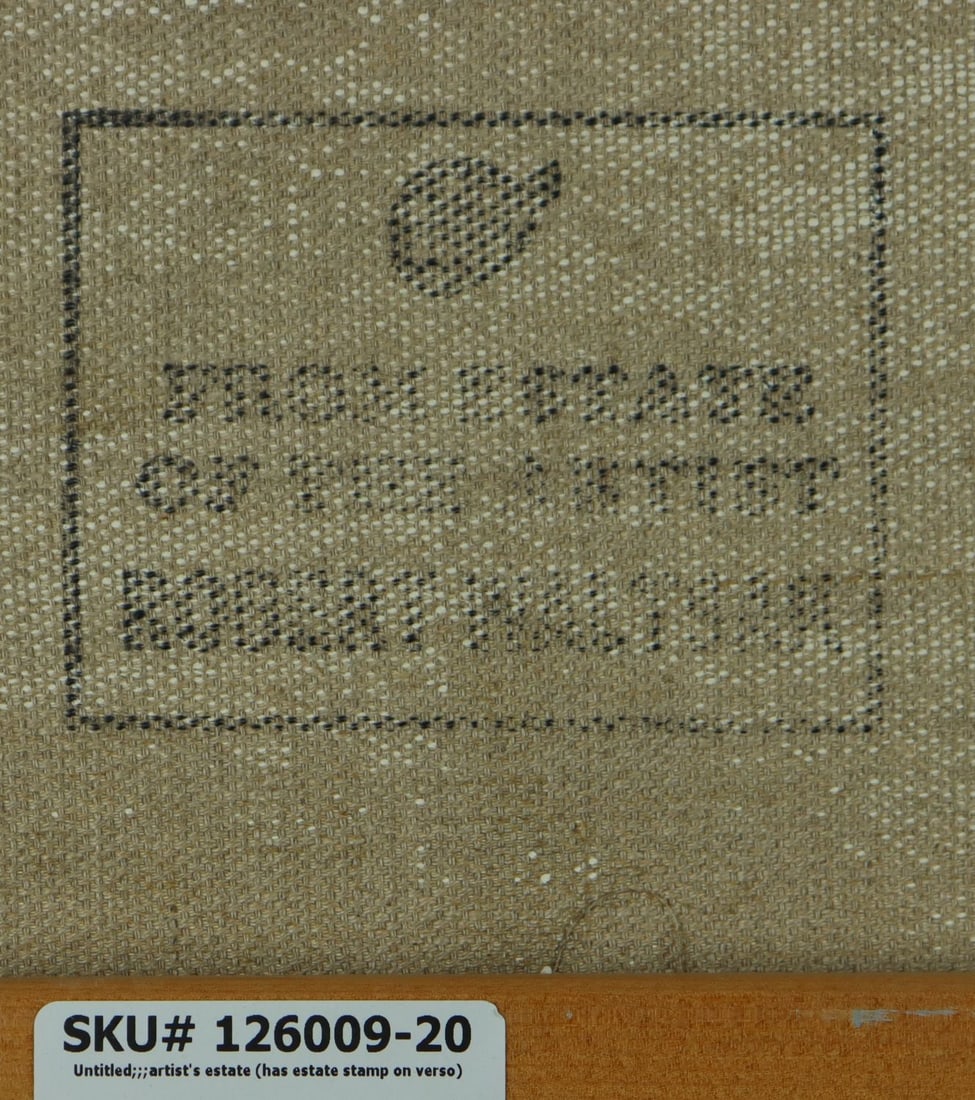 FROM ESTATE
OF THE ARTIST
ROBERT
SKU# 126009-20
Untitled;;;artist's estate (has estate stamp on verso)